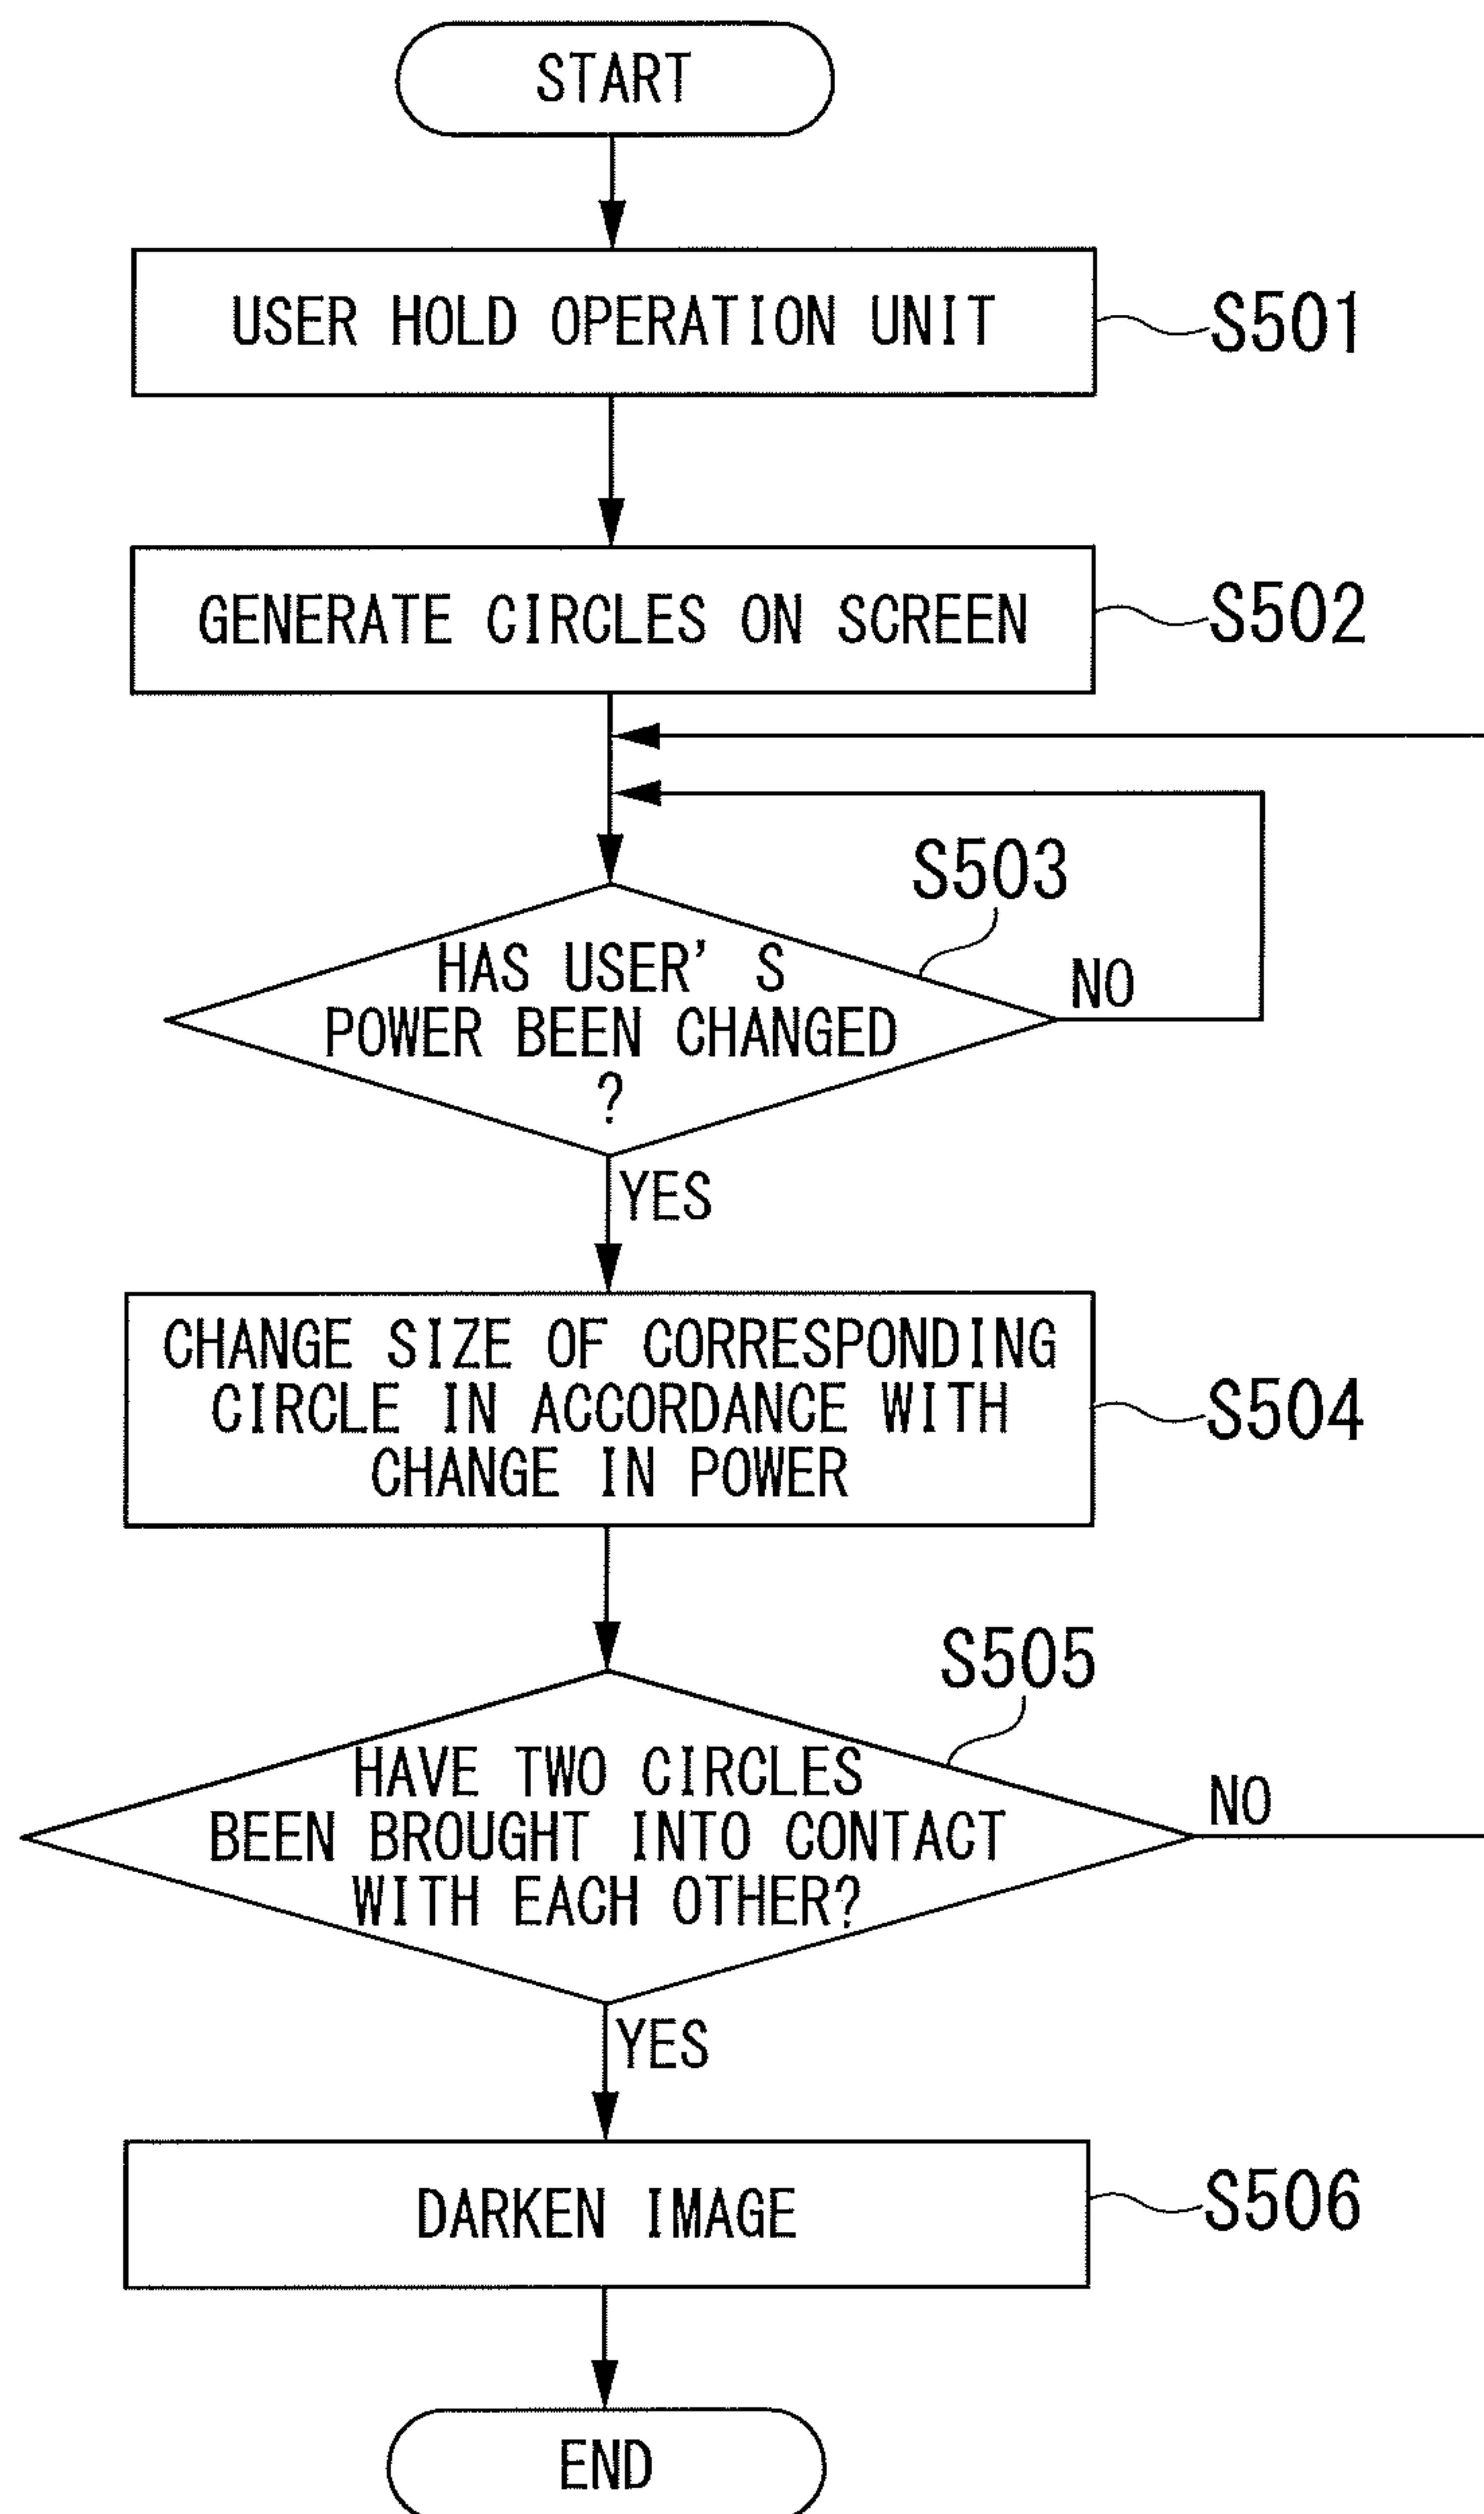 START
USER HOLD OPERATION UNIT
S501
GENERATE CIRCLES ON SCREEN
S502
S503
HAS USER' S
POWER BEEN CHANGED
?
NO
YES
CHANGE SIZE OF CORRESPONDING
CIRCLE IN ACCORDANCE WITH
CHANGE IN POWER
S504
S505
HAVE TWO CIRCLES
BEEN BROUGHT INTO CONTACT
WITH EACH OTHER?
NO
YES
DARKEN IMAGE
S506
END